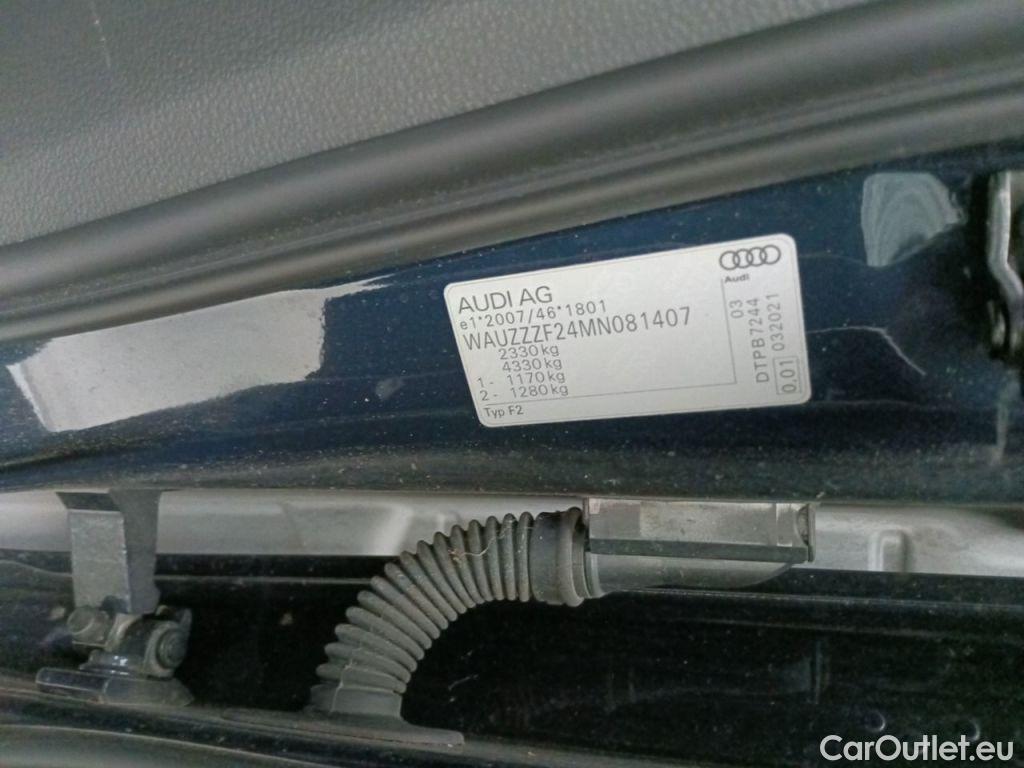 AUDI AG
e1*2007/46*1801
WAUZZZF24MN081407
2330kg
4330kg
1- 1170kg
2- 1280kg
Typ F2
Audi
DTPB7244 03
0.01 032021
CarOutlet.eu